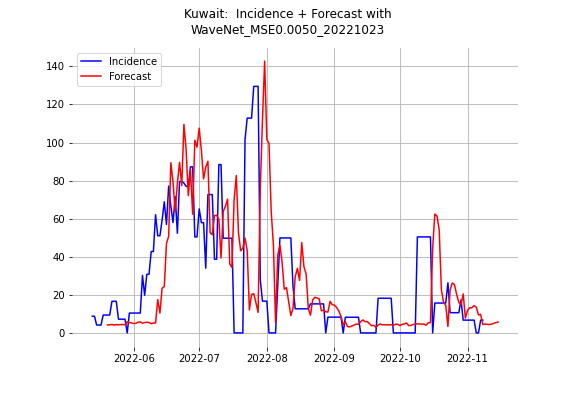 Kuwait:  Incidence + Forecast with
WaveNet_MSE0.0050_20221023
Incidence
Forecast
140
120
100
80
60
40
20
0
2022-06 2022-07 2022-08 2022-09 2022-10 2022-11